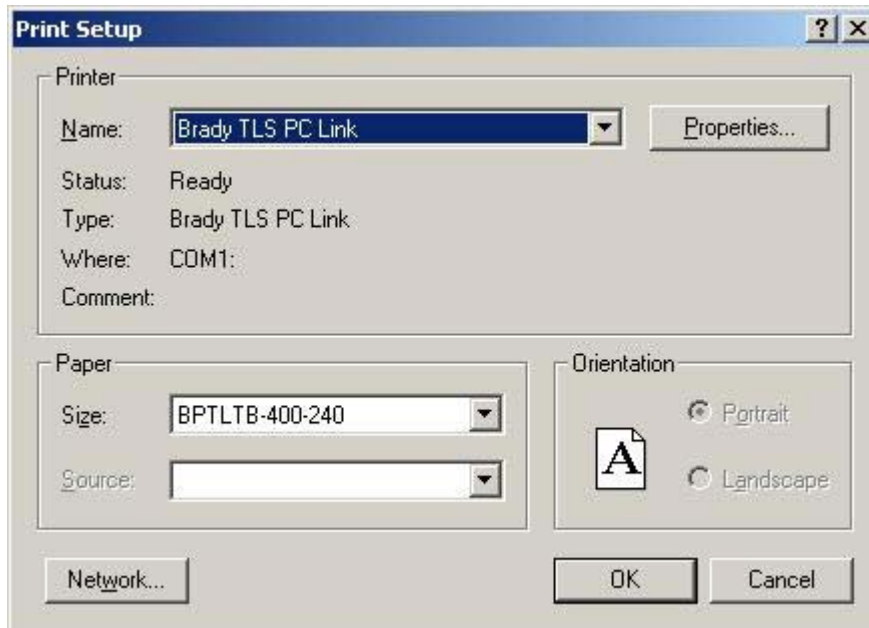 Print Setup
Printer
Name: Brady TLS PC Link Properties...
Status: Ready
Type: Brady TLS PC Link
Where: COM1:
Comment:
Paper Orientation
Size: BPTLTB-400-240 Portrait
A
Source: Landscape
Network... OK Cancel